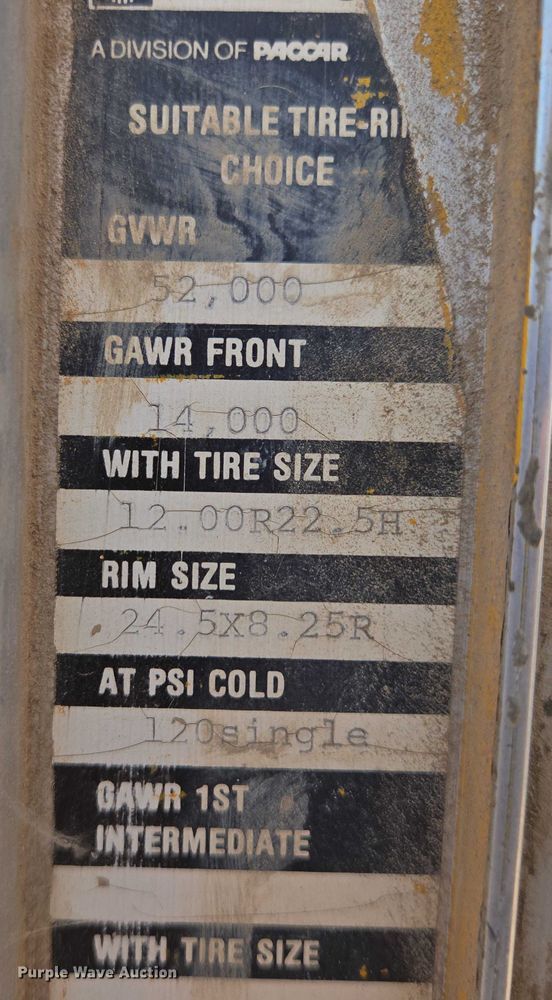 A DIVISION OF PACCAR
SUITABLE TIRE-RI
CHOICE
GVWR
52,000
GAWR FRONT
14,000
WITH TIRE SIZE
12.00R22.5H
RIM SIZE
24.5X8.25R
AT PSI COLD
120single
GAWR 1ST
INTERMEDIATE
WITH TIRE SIZE
Purple Wave Auction